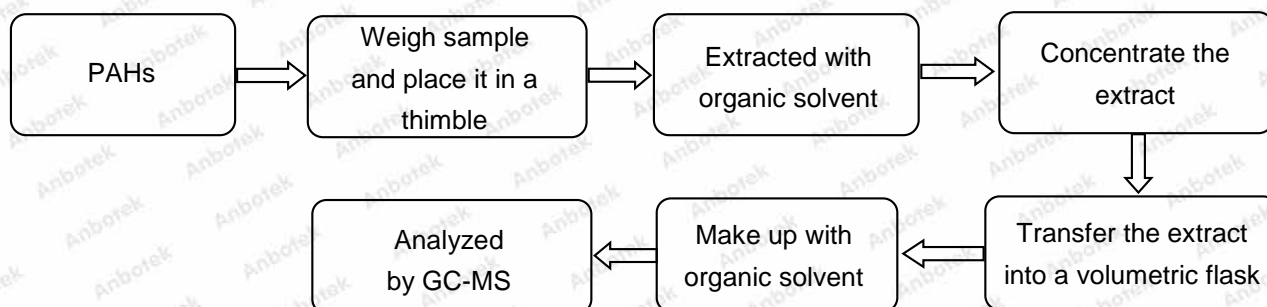 PAHs
Weigh sample
and place it in a
thimble
Extracted with
organic solvent
Concentrate the
extract
Transfer the extract
into a volumetric flask
Make up with
organic solvent
Analyzed
by GC-MS
Anbotek